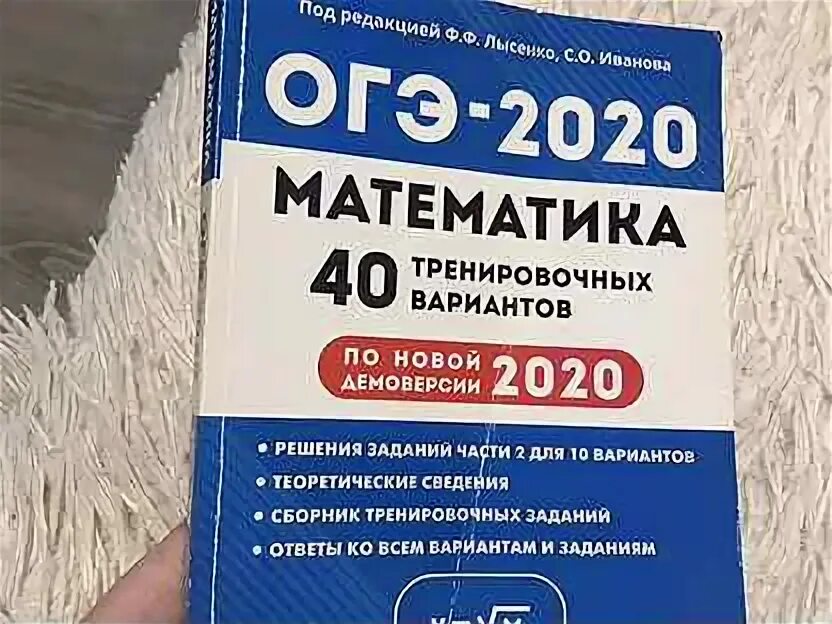 Под редакцией Ф.Ф. Лысенко, С.О. Иванова
ОГЭ-2020
МАТЕМАТИКА
40 ТРЕНИРОВОЧНЫХ
ВАРИАНТОВ
ПО НОВОЙ
ДЕМОВЕРСИИ 2020
• РЕШЕНИЯ ЗАДАНИЙ ЧАСТИ 2 ДЛЯ 10 ВАРИАНТОВ
• ТЕОРЕТИЧЕСКИЕ СВЕДЕНИЯ
• СБОРНИК ТРЕНИРОВОЧНЫХ ЗАДАНИЙ
• ОТВЕТЫ КО ВСЕМ ВАРИАНТАМ И ЗАДАНИЯМ